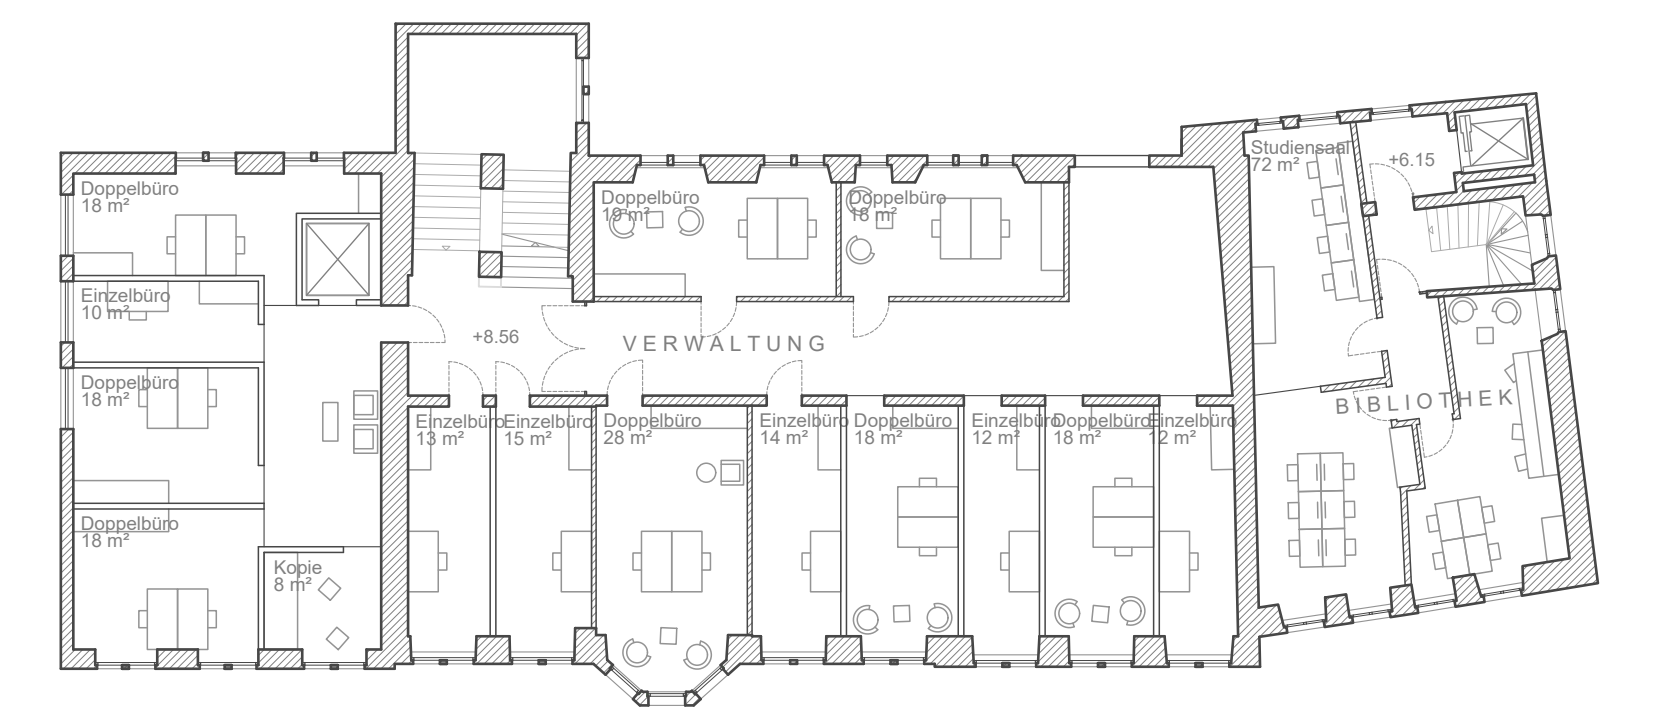 Doppelbüro
18 m²
Einzelbüro
10 m²
Doppelbüro
18 m²
Doppelbüro
18 m²
Kopie
8 m²
+8.56
Doppelbüro
19 m²
Doppelbüro
18 m²
VERWALTUNG
Einzelbüro
13 m²
Einzelbüro
15 m²
Doppelbüro
28 m²
Einzelbüro
14 m²
Doppelbüro
18 m²
Einzelbüro
12 m²
Doppelbüro
18 m²
Einzelbüro
12 m²
Studiensaal
72 m²
+6.15
BIBLIOTHEK